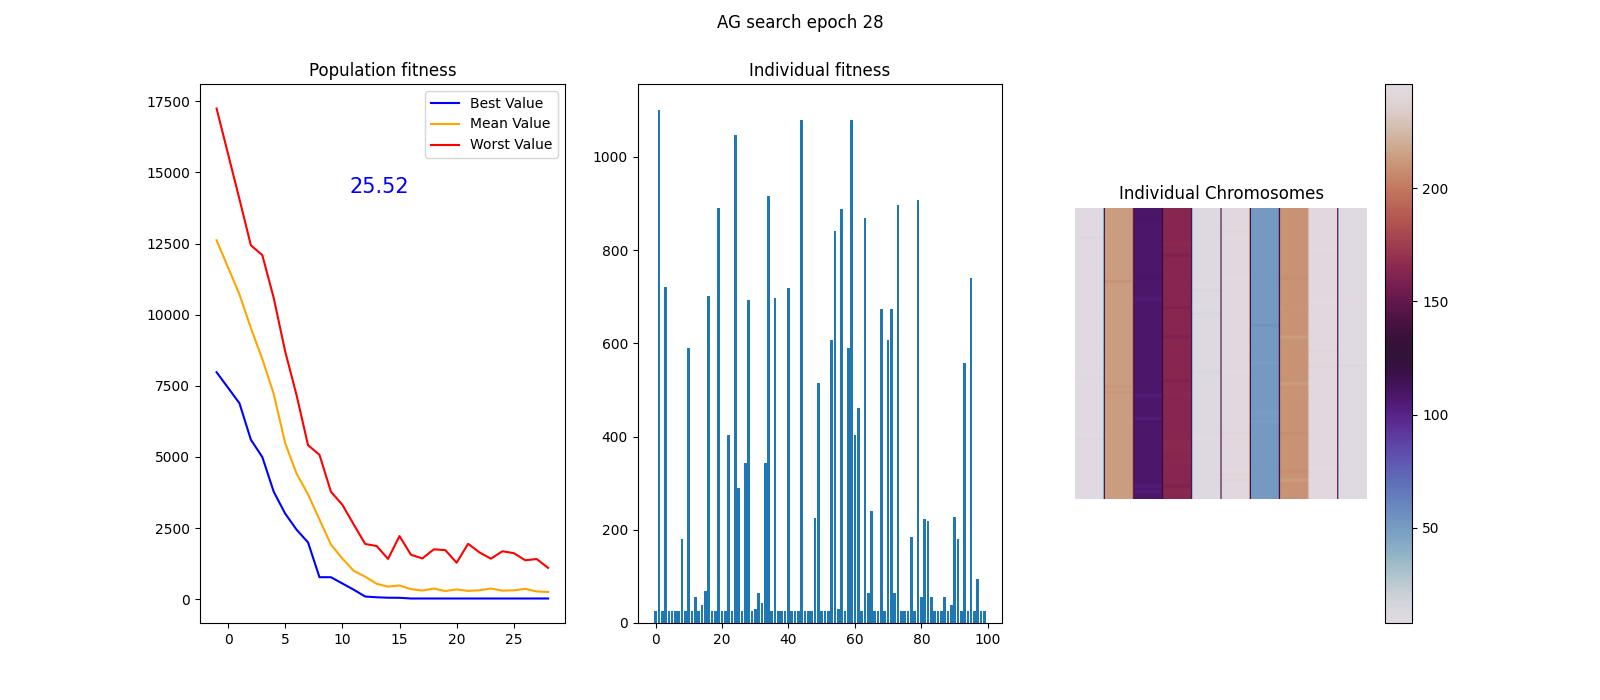 AG search epoch 28
Population fitness
17500
15000
12500
10000
7500
5000
2500
0
0 5 10 15 20 25
Best Value
Mean Value
Worst Value
25.52
Individual fitness
1000
800
600
400
200
0
0 20 40 60 80 100
Individual Chromosomes
200
150
100
50